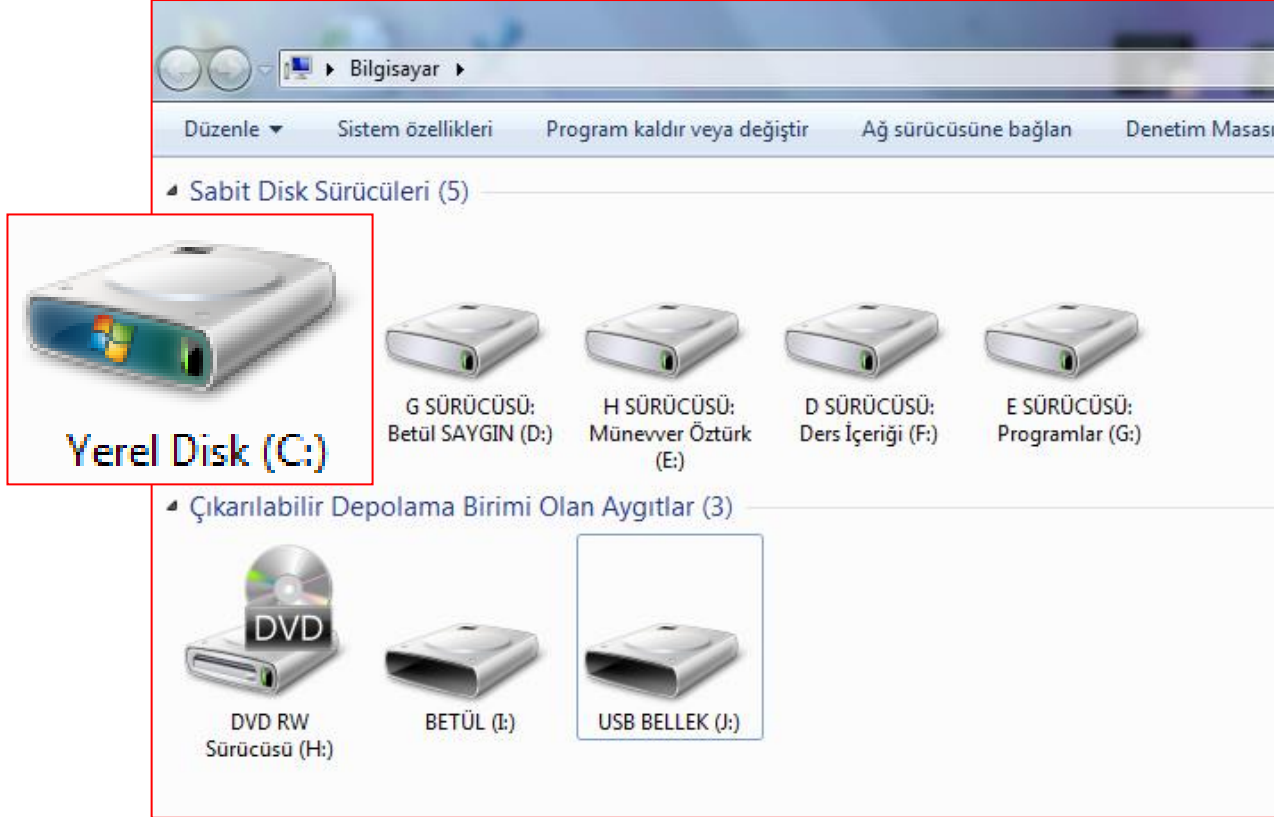 Bilgisayar
Düzenle
Sistem özellikleri
Program kaldır veya değiştir
Ağ sürücüsüne bağlan
Denetim Masası
Sabit Disk Sürücüleri (5)
Yerel Disk (C:)
G SÜRÜCÜSÜ:
Betül SAYGIN (D:)
H SÜRÜCÜSÜ:
Münevver Öztürk
(E:)
D SÜRÜCÜSÜ:
Ders İçeriği (F:)
E SÜRÜCÜSÜ:
Programlar (G:)
Çıkarılabilir Depolama Birimi Olan Aygıtlar (3)
DVD
DVD RW
Sürücüsü (H:)
BETÜL (I:)
USB BELLEK (J:)